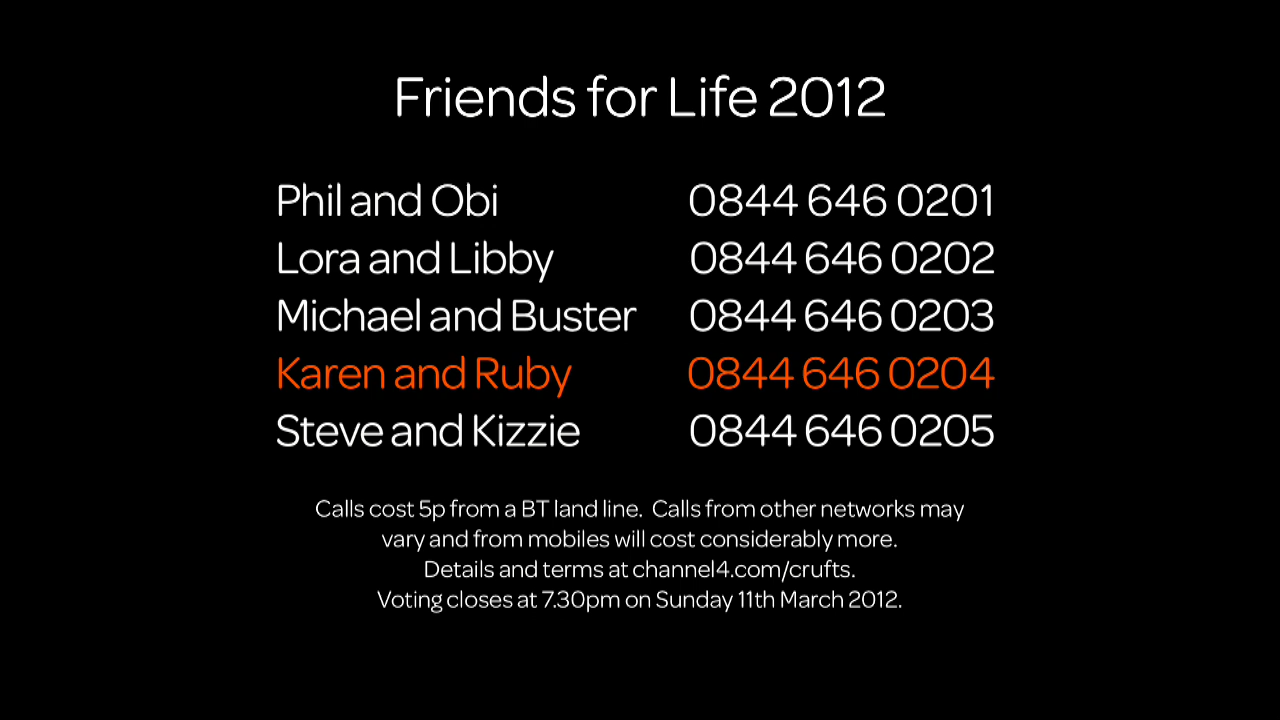 Friends for Life 2012
Phil and Obi 0844 646 0201
Lora and Libby 0844 646 0202
Michael and Buster 0844 646 0203
Karen and Ruby 0844 646 0204
Steve and Kizzie 0844 646 0205
Calls cost 5p from a BT land line. Calls from other networks may
vary and from mobiles will cost considerably more.
Details and terms at channel4.com/crufts.
Voting closes at 7.30pm on Sunday 11th March 2012.